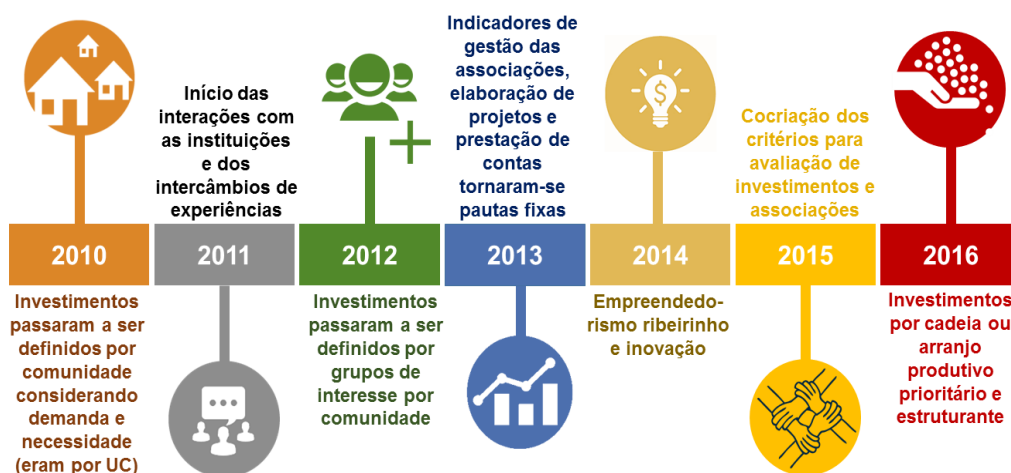 2010
Investimentos
passaram a ser
definidos por
comunidade
considerando
demanda e
necessidade
(eram por UC)
Início das
interações com
as instituições
e dos
intercâmbios de
experiências
2011
2012
Investimentos
passaram a ser
definidos por
grupos de
interesse por
comunidade
Indicadores de
gestão das
associações,
elaboração de
projetos e
prestação de
contas
tornaram-se
pautas fixas
2013
$
2014
Empreendedo-
rismo ribeirinho
e inovação
Cocriação dos
critérios para
avaliação de
investimentos e
associações
2015
2016
Investimentos
por cadeia ou
arranjo
produtivo
prioritário e
estruturante